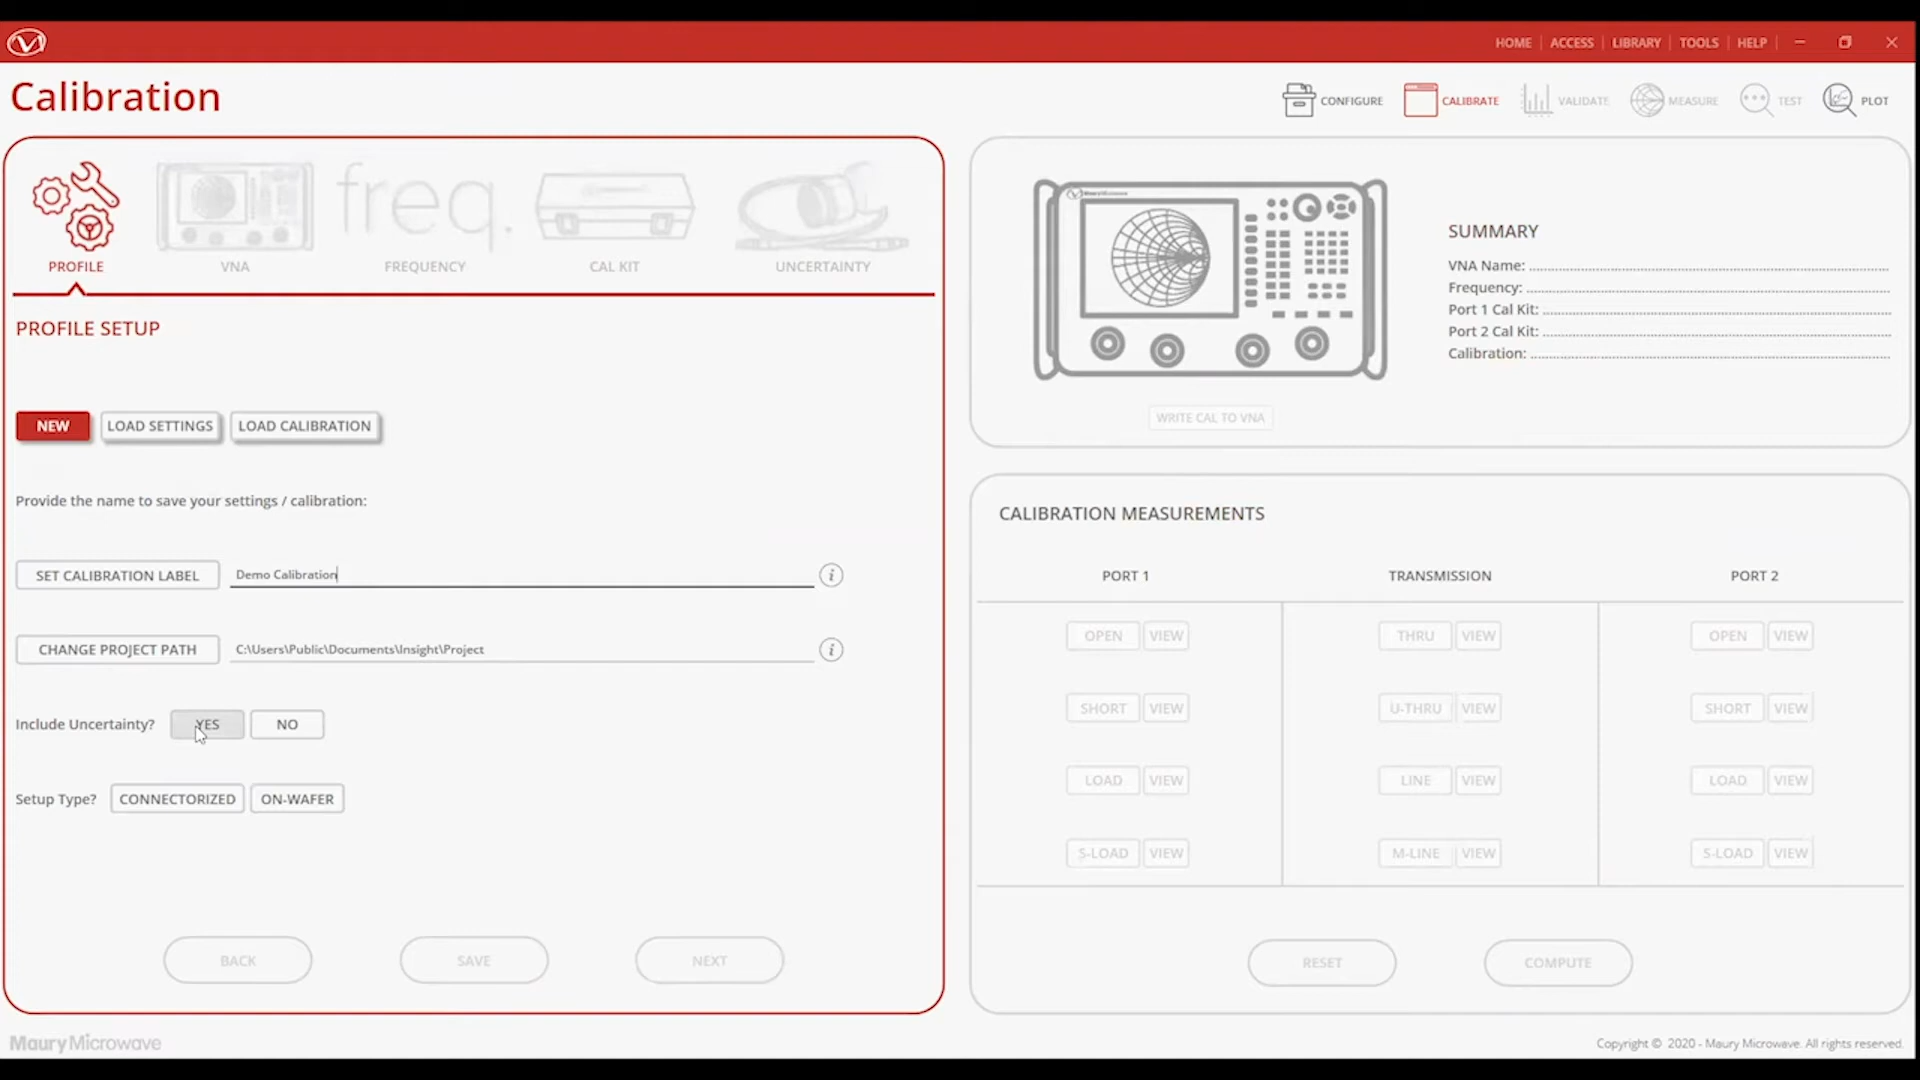 HOME
ACCESS
LIBRARY
TOOLS
HELP
Calibration
CONFIGURE
CALIBRATE
VALIDATE
MEASURE
TEST
PLOT
freq.
PROFILE
VNA
FREQUENCY
CAL KIT
UNCERTAINTY
PROFILE SETUP
NEW
LOAD SETTINGS
LOAD CALIBRATION
Provide the name to save your settings / calibration:
SET CALIBRATION LABEL
Demo Calibration
CHANGE PROJECT PATH
C:\Users\Public\Documents\Insight\Project
Include Uncertainty?
YES
NO
Setup Type?
CONNECTORIZED
ON-WAFER
BACK
SAVE
NEXT
MauryMicrowave
SUMMARY
VNA Name:
Frequency:
Port 1 Cal Kit:
Port 2 Cal Kit:
Calibration:
WRITE CAL TO VNA
CALIBRATION MEASUREMENTS
PORT 1
TRANSMISSION
PORT 2
OPEN VIEW
THRU VIEW
OPEN VIEW
SHORT VIEW
U-THRU VIEW
SHORT VIEW
LOAD VIEW
LINE VIEW
LOAD VIEW
S-LOAD VIEW
M-LINE VIEW
S-LOAD VIEW
RESET
COMPUTE
Maury Microwave
Copyright © 2020 - Maury Microwave. All rights reserved.